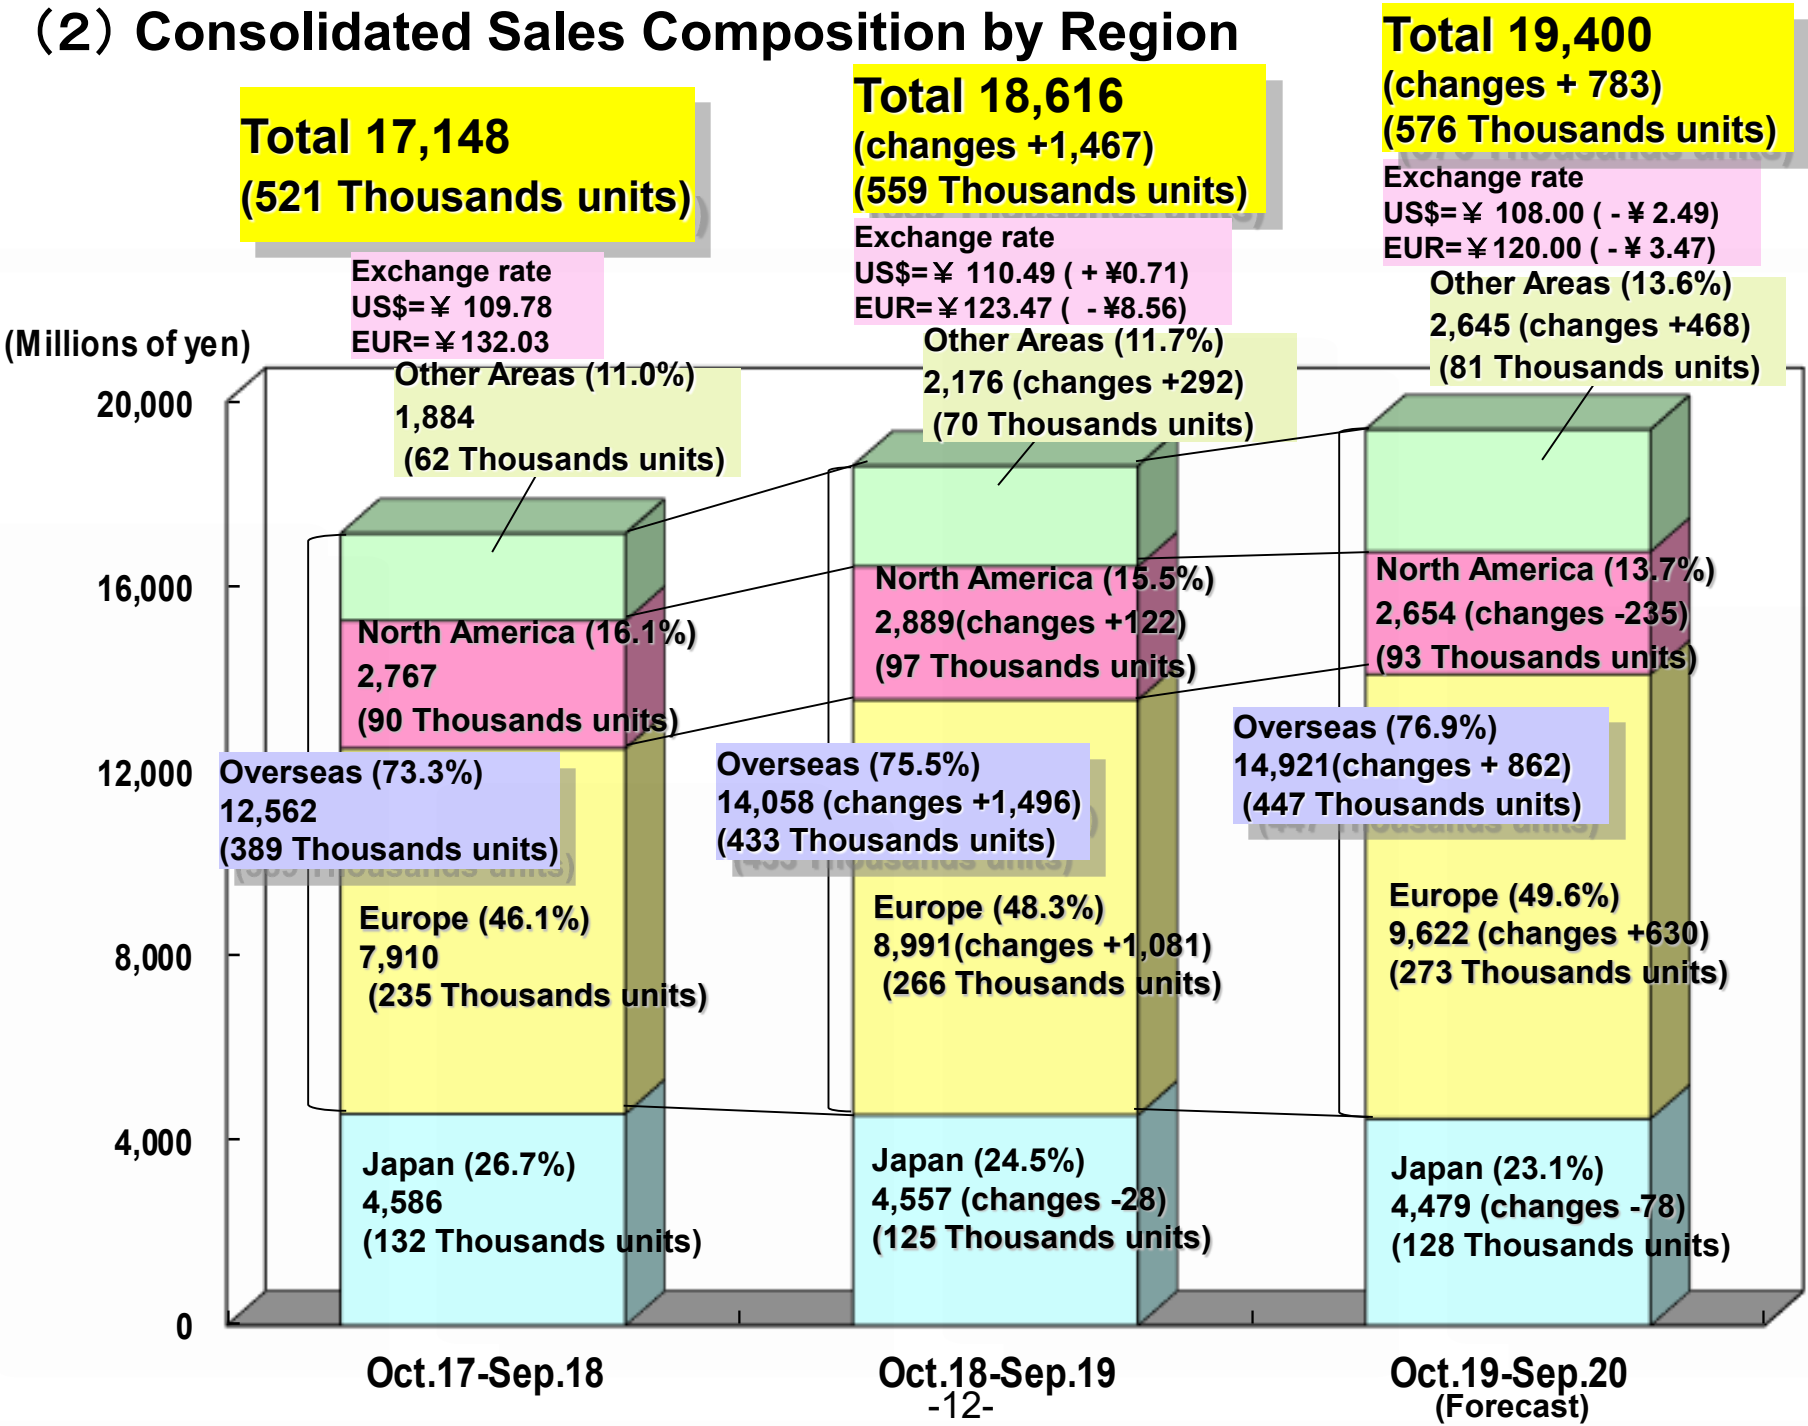 （2）Consolidated Sales Composition by Region
Total 17,148
(521 Thousands units)
Exchange rate
US$=￥ 109.78
EUR=￥132.03
Other Areas (11.0%)
1,884
(62 Thousands units)
Total 18,616
(changes +1,467)
(559 Thousands units)
Exchange rate
US$=￥ 110.49 ( + ¥0.71)
EUR=￥123.47 ( - ¥8.56)
Other Areas (11.7%)
2,176 (changes +292)
(70 Thousands units)
Total 19,400
(changes + 783)
(576 Thousands units)
Exchange rate
US$=￥ 108.00 ( - ¥ 2.49)
EUR=￥120.00 ( - ¥ 3.47)
Other Areas (13.6%)
2,645 (changes +468)
(81 Thousands units)
(Millions of yen)
20,000
16,000
12,000
8,000
4,000
0
North America (16.1%)
2,767
(90 Thousands units)
Overseas (73.3%)
12,562
(389 Thousands units)
Europe (46.1%)
7,910
(235 Thousands units)
Japan (26.7%)
4,586
(132 Thousands units)
North America (15.5%)
2,889(changes +122)
(97 Thousands units)
Overseas (75.5%)
14,058 (changes +1,496)
(433 Thousands units)
Europe (48.3%)
8,991(changes +1,081)
(266 Thousands units)
Japan (24.5%)
4,557 (changes -28)
(125 Thousands units)
North America (13.7%)
2,654 (changes -235)
(93 Thousands units)
Overseas (76.9%)
14,921(changes + 862)
(447 Thousands units)
Europe (49.6%)
9,622 (changes +630)
(273 Thousands units)
Japan (23.1%)
4,479 (changes -78)
(128 Thousands units)
Oct.17-Sep.18
Oct.18-Sep.19
Oct.19-Sep.20
(Forecast)
-12-